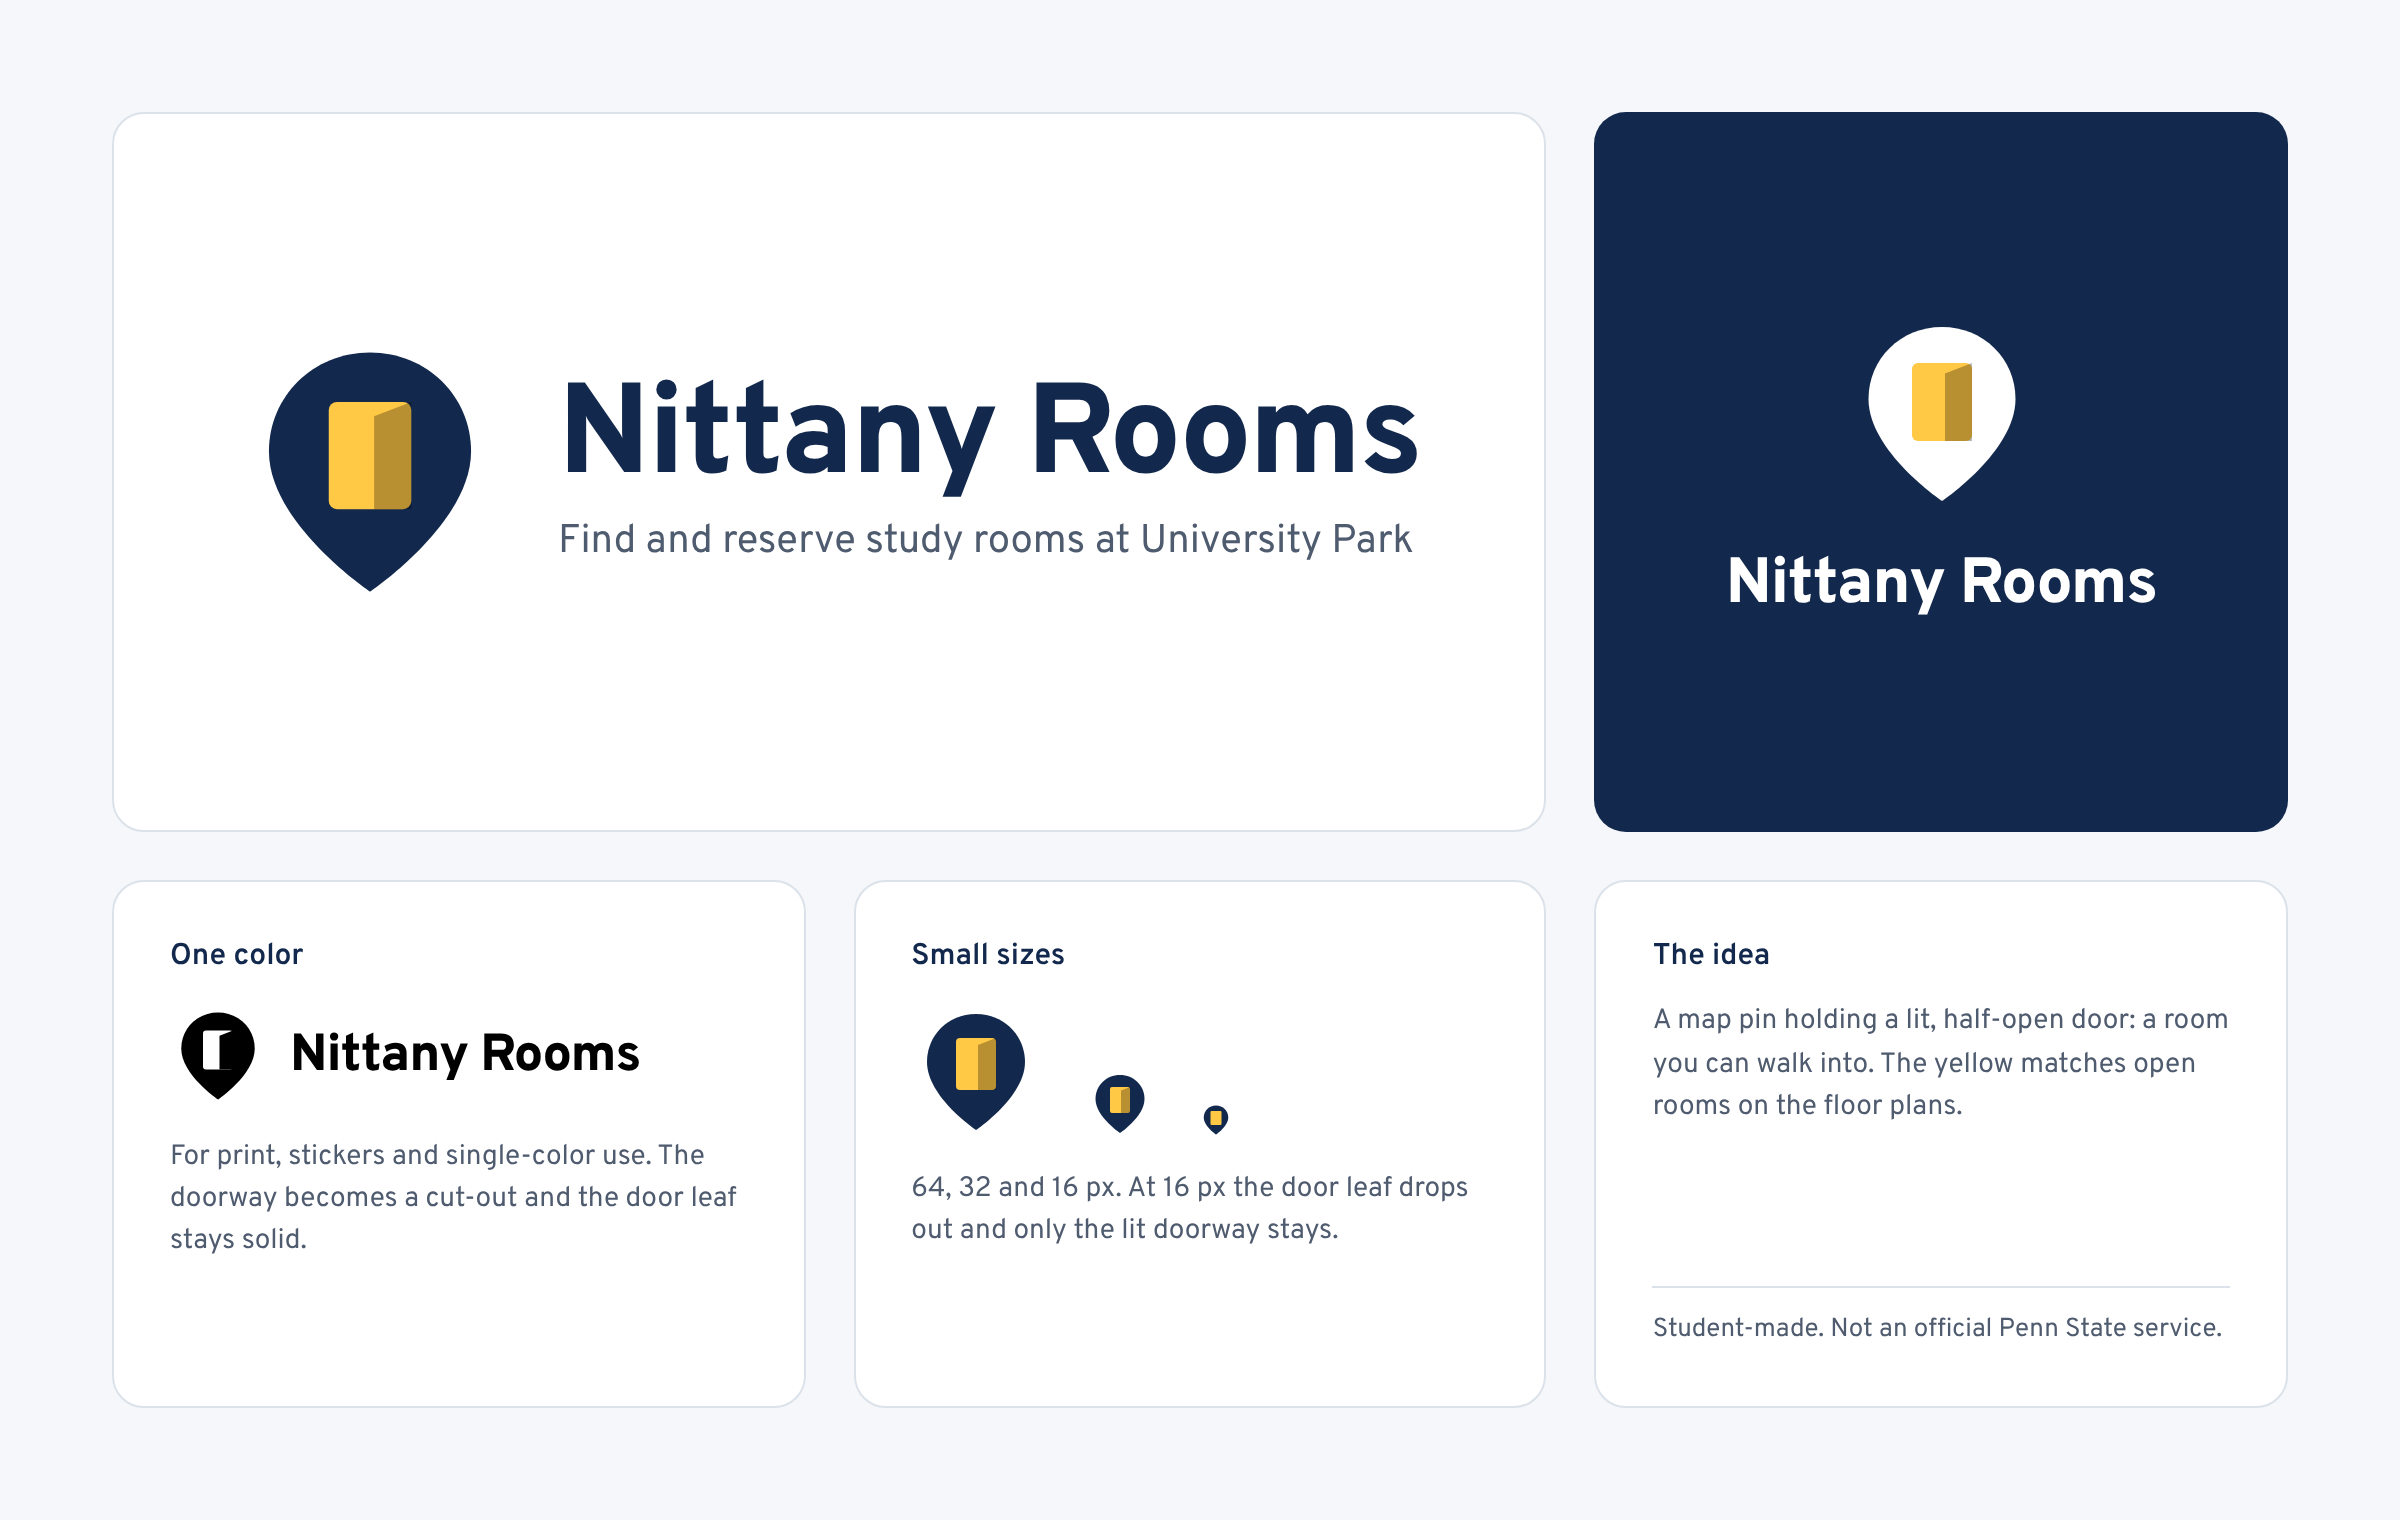 Nittany Rooms
Find and reserve study rooms at University Park
Nittany Rooms
One color
Nittany Rooms
For print, stickers and single-color use. The
doorway becomes a cut-out and the door leaf
stays solid.
Small sizes
64, 32 and 16 px. At 16 px the door leaf drops
out and only the lit doorway stays.
The idea
A map pin holding a lit, half-open door: a room
you can walk into. The yellow matches open
rooms on the floor plans.
Student-made. Not an official Penn State service.